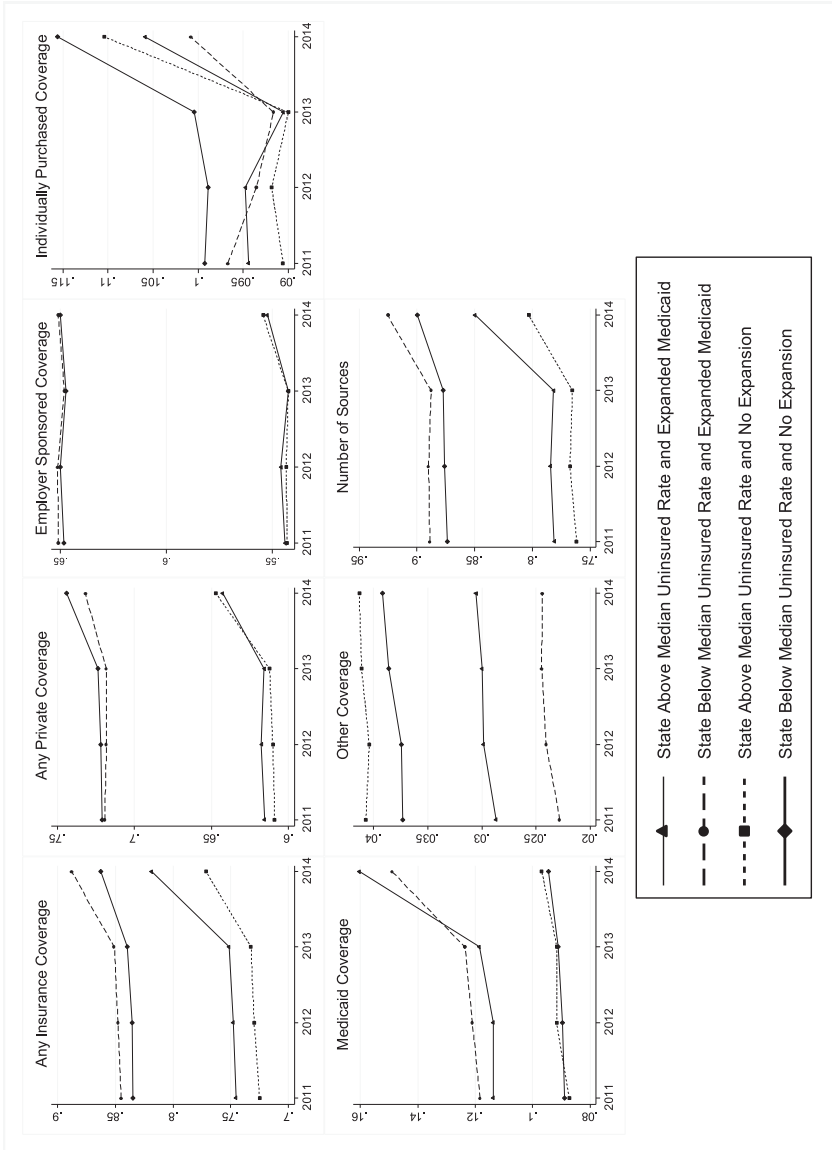 Any Insurance Coverage
.9
.85
.8
.75
.7
2011 2012 2013 2014
Any Private Coverage
.75
.7
.65
.6
2011 2012 2013 2014
Employer Sponsored Coverage
.65
.6
.55
2011 2012 2013 2014
Individually Purchased Coverage
.115
.11
.105
.1
.095
.09
2011 2012 2013 2014
Medicaid Coverage
.16
.14
.12
.1
.08
2011 2012 2013 2014
Other Coverage
.04
.035
.03
.025
.02
2011 2012 2013 2014
Number of Sources
.95
.9
.85
.8
.75
2011 2012 2013 2014
State Above Median Uninsured Rate and Expanded Medicaid
State Below Median Uninsured Rate and Expanded Medicaid
State Above Median Uninsured Rate and No Expansion
State Below Median Uninsured Rate and No Expansion